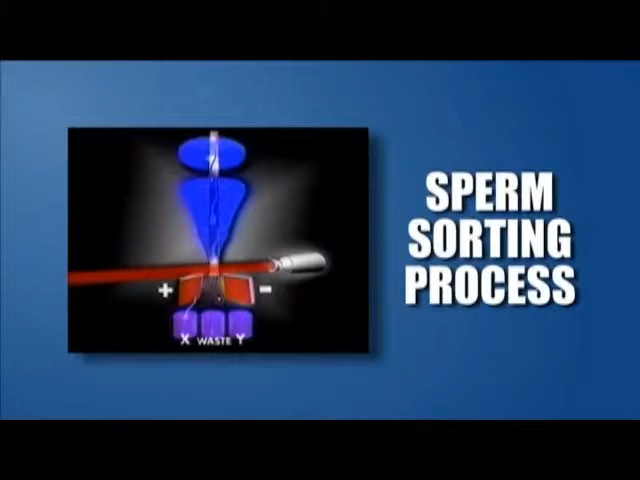 SPERM
SORTING
PROCESS
+ -
X WASTE Y